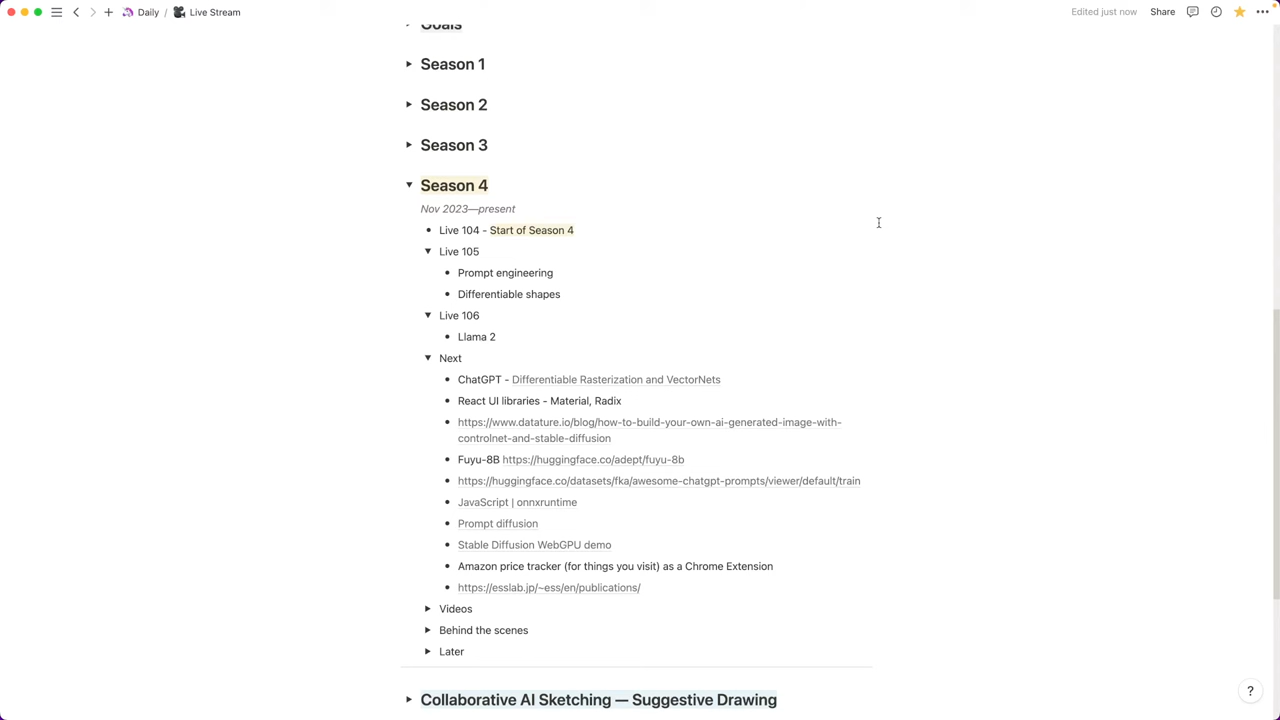 Daily / Live Stream
Edited just now
Share
Goals
Season 1
Season 2
Season 3
Season 4
Nov 2023—present
Live 104 - Start of Season 4
Live 105
Prompt engineering
Differentiable shapes
Live 106
Llama 2
Next
ChatGPT - Differentiable Rasterization and VectorNets
React UI libraries - Material, Radix
https://www.datature.io/blog/how-to-build-your-own-ai-generated-image-with-
controlnet-and-stable-diffusion
Fuyu-8B https://huggingface.co/adept/fuyu-8b
https://huggingface.co/datasets/fka/awesome-chatgpt-prompts/viewer/default/train
JavaScript | onnxruntime
Prompt diffusion
Stable Diffusion WebGPU demo
Amazon price tracker (for things you visit) as a Chrome Extension
https://esslab.jp/~ess/en/publications/
Videos
Behind the scenes
Later
Collaborative AI Sketching — Suggestive Drawing
?